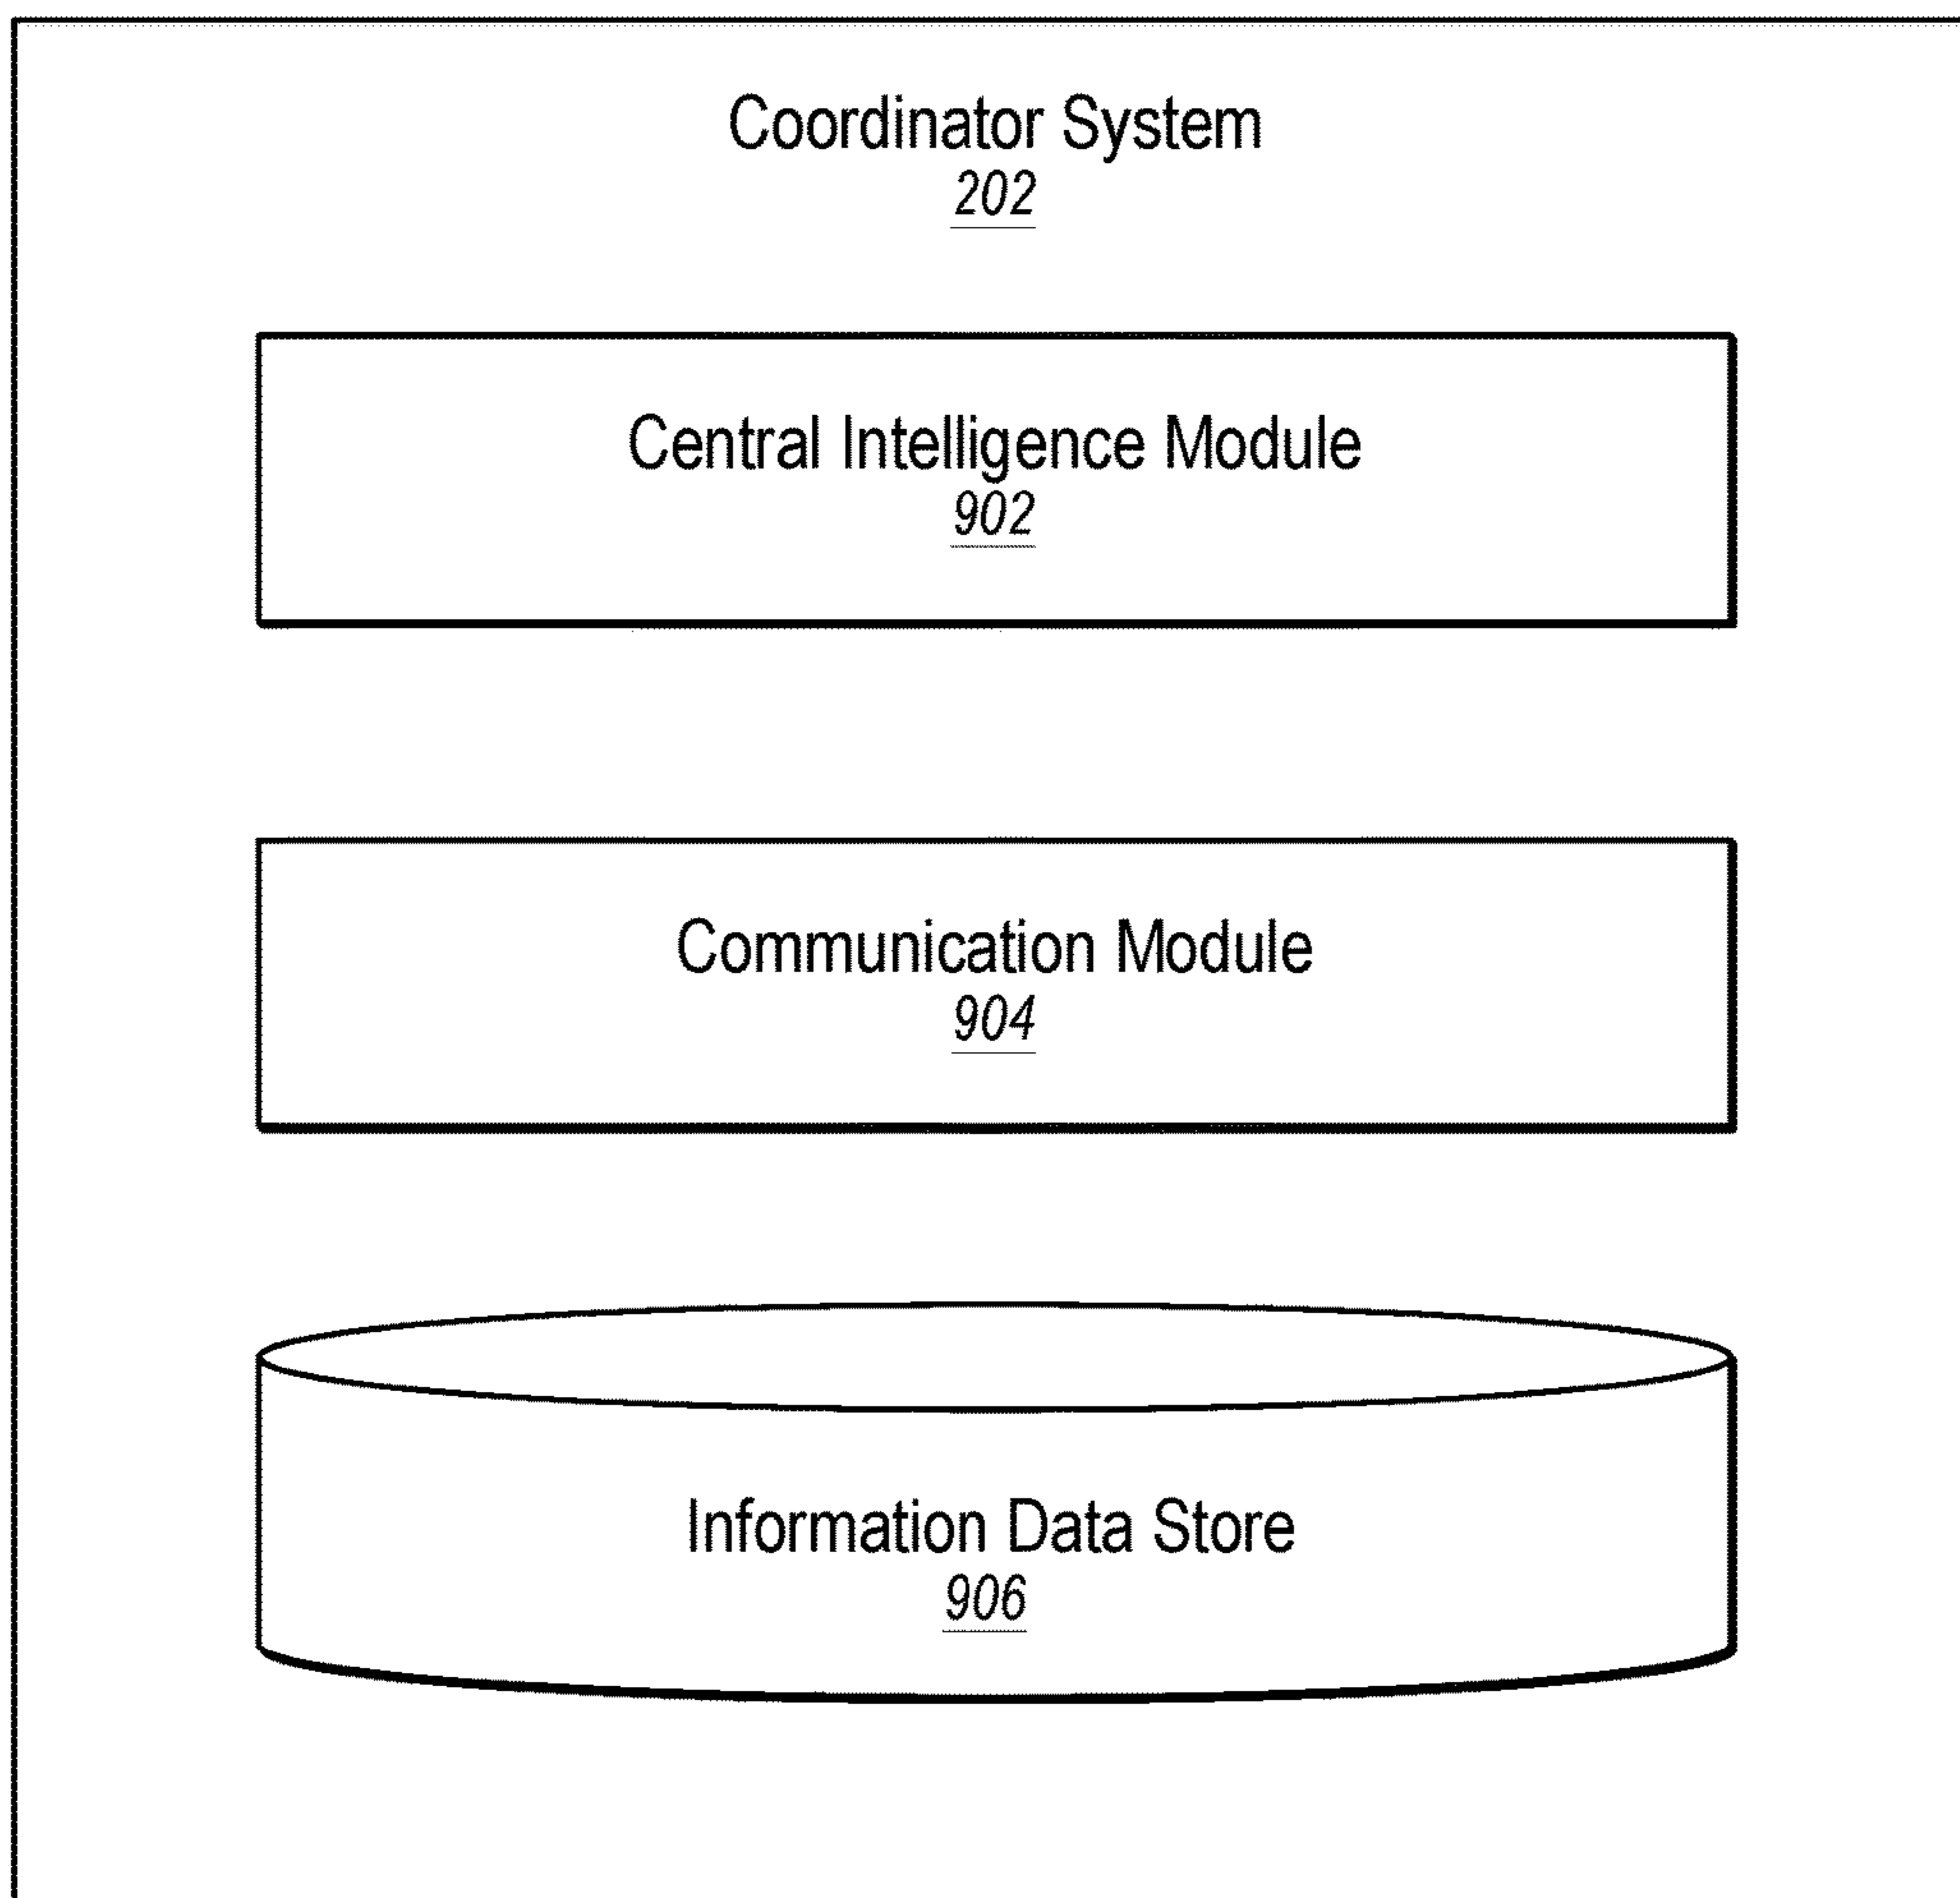 Coordinator System
202
Central Intelligence Module
902
Communication Module
904
Information Data Store
906